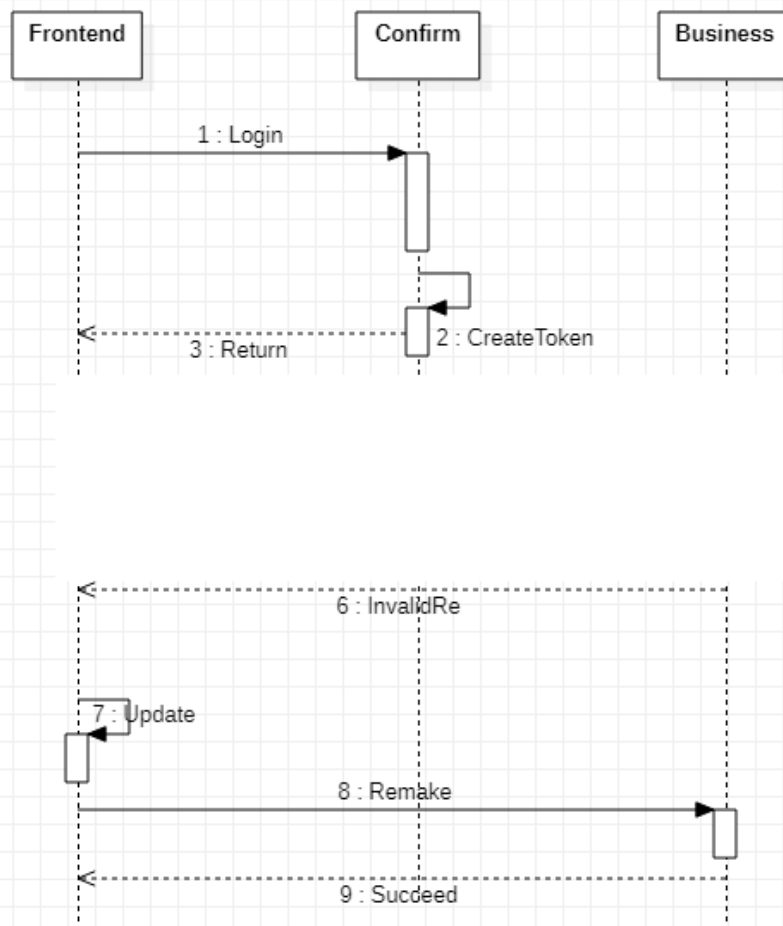 Frontend
Confirm
Business
1 : Login
2 : CreateToken
3 : Return
6 : InvalidRe
7 : Update
8 : Remake
9 : Succeed